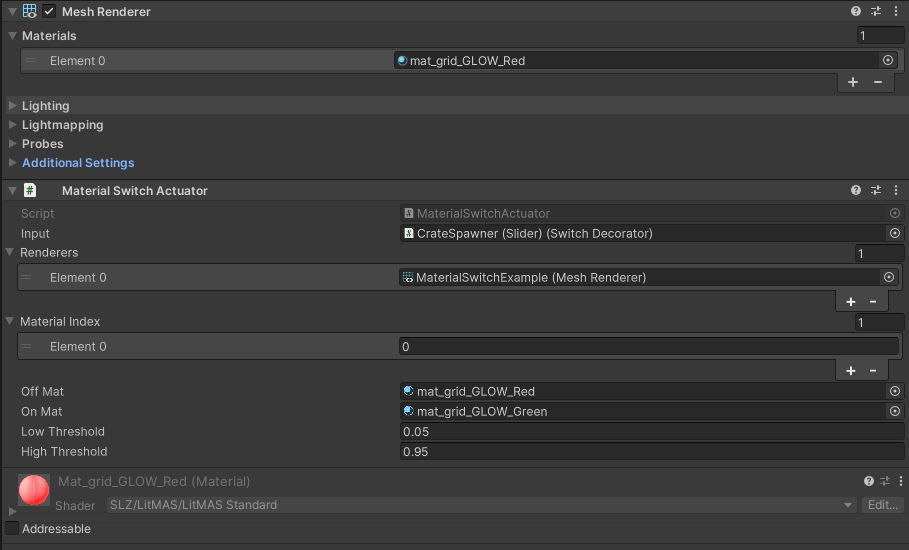 Mesh Renderer
Materials 1
Element 0 mat_grid_GLOW_Red
+ -
Lighting
Lightmapping
Probes
Additional Settings
# Material Switch Actuator
Script # MaterialSwitchActuator
Input # CrateSpawner (Slider) (Switch Decorator)
Renderers 1
Element 0 MaterialSwitchExample (Mesh Renderer)
+ -
Material Index 1
Element 0 0
+ -
Off Mat mat_grid_GLOW_Red
On Mat mat_grid_GLOW_Green
Low Threshold 0.05
High Threshold 0.95
Mat_grid_GLOW_Red (Material)
Shader SLZ/LitMAS/LitMAS Standard Edit...
Addressable